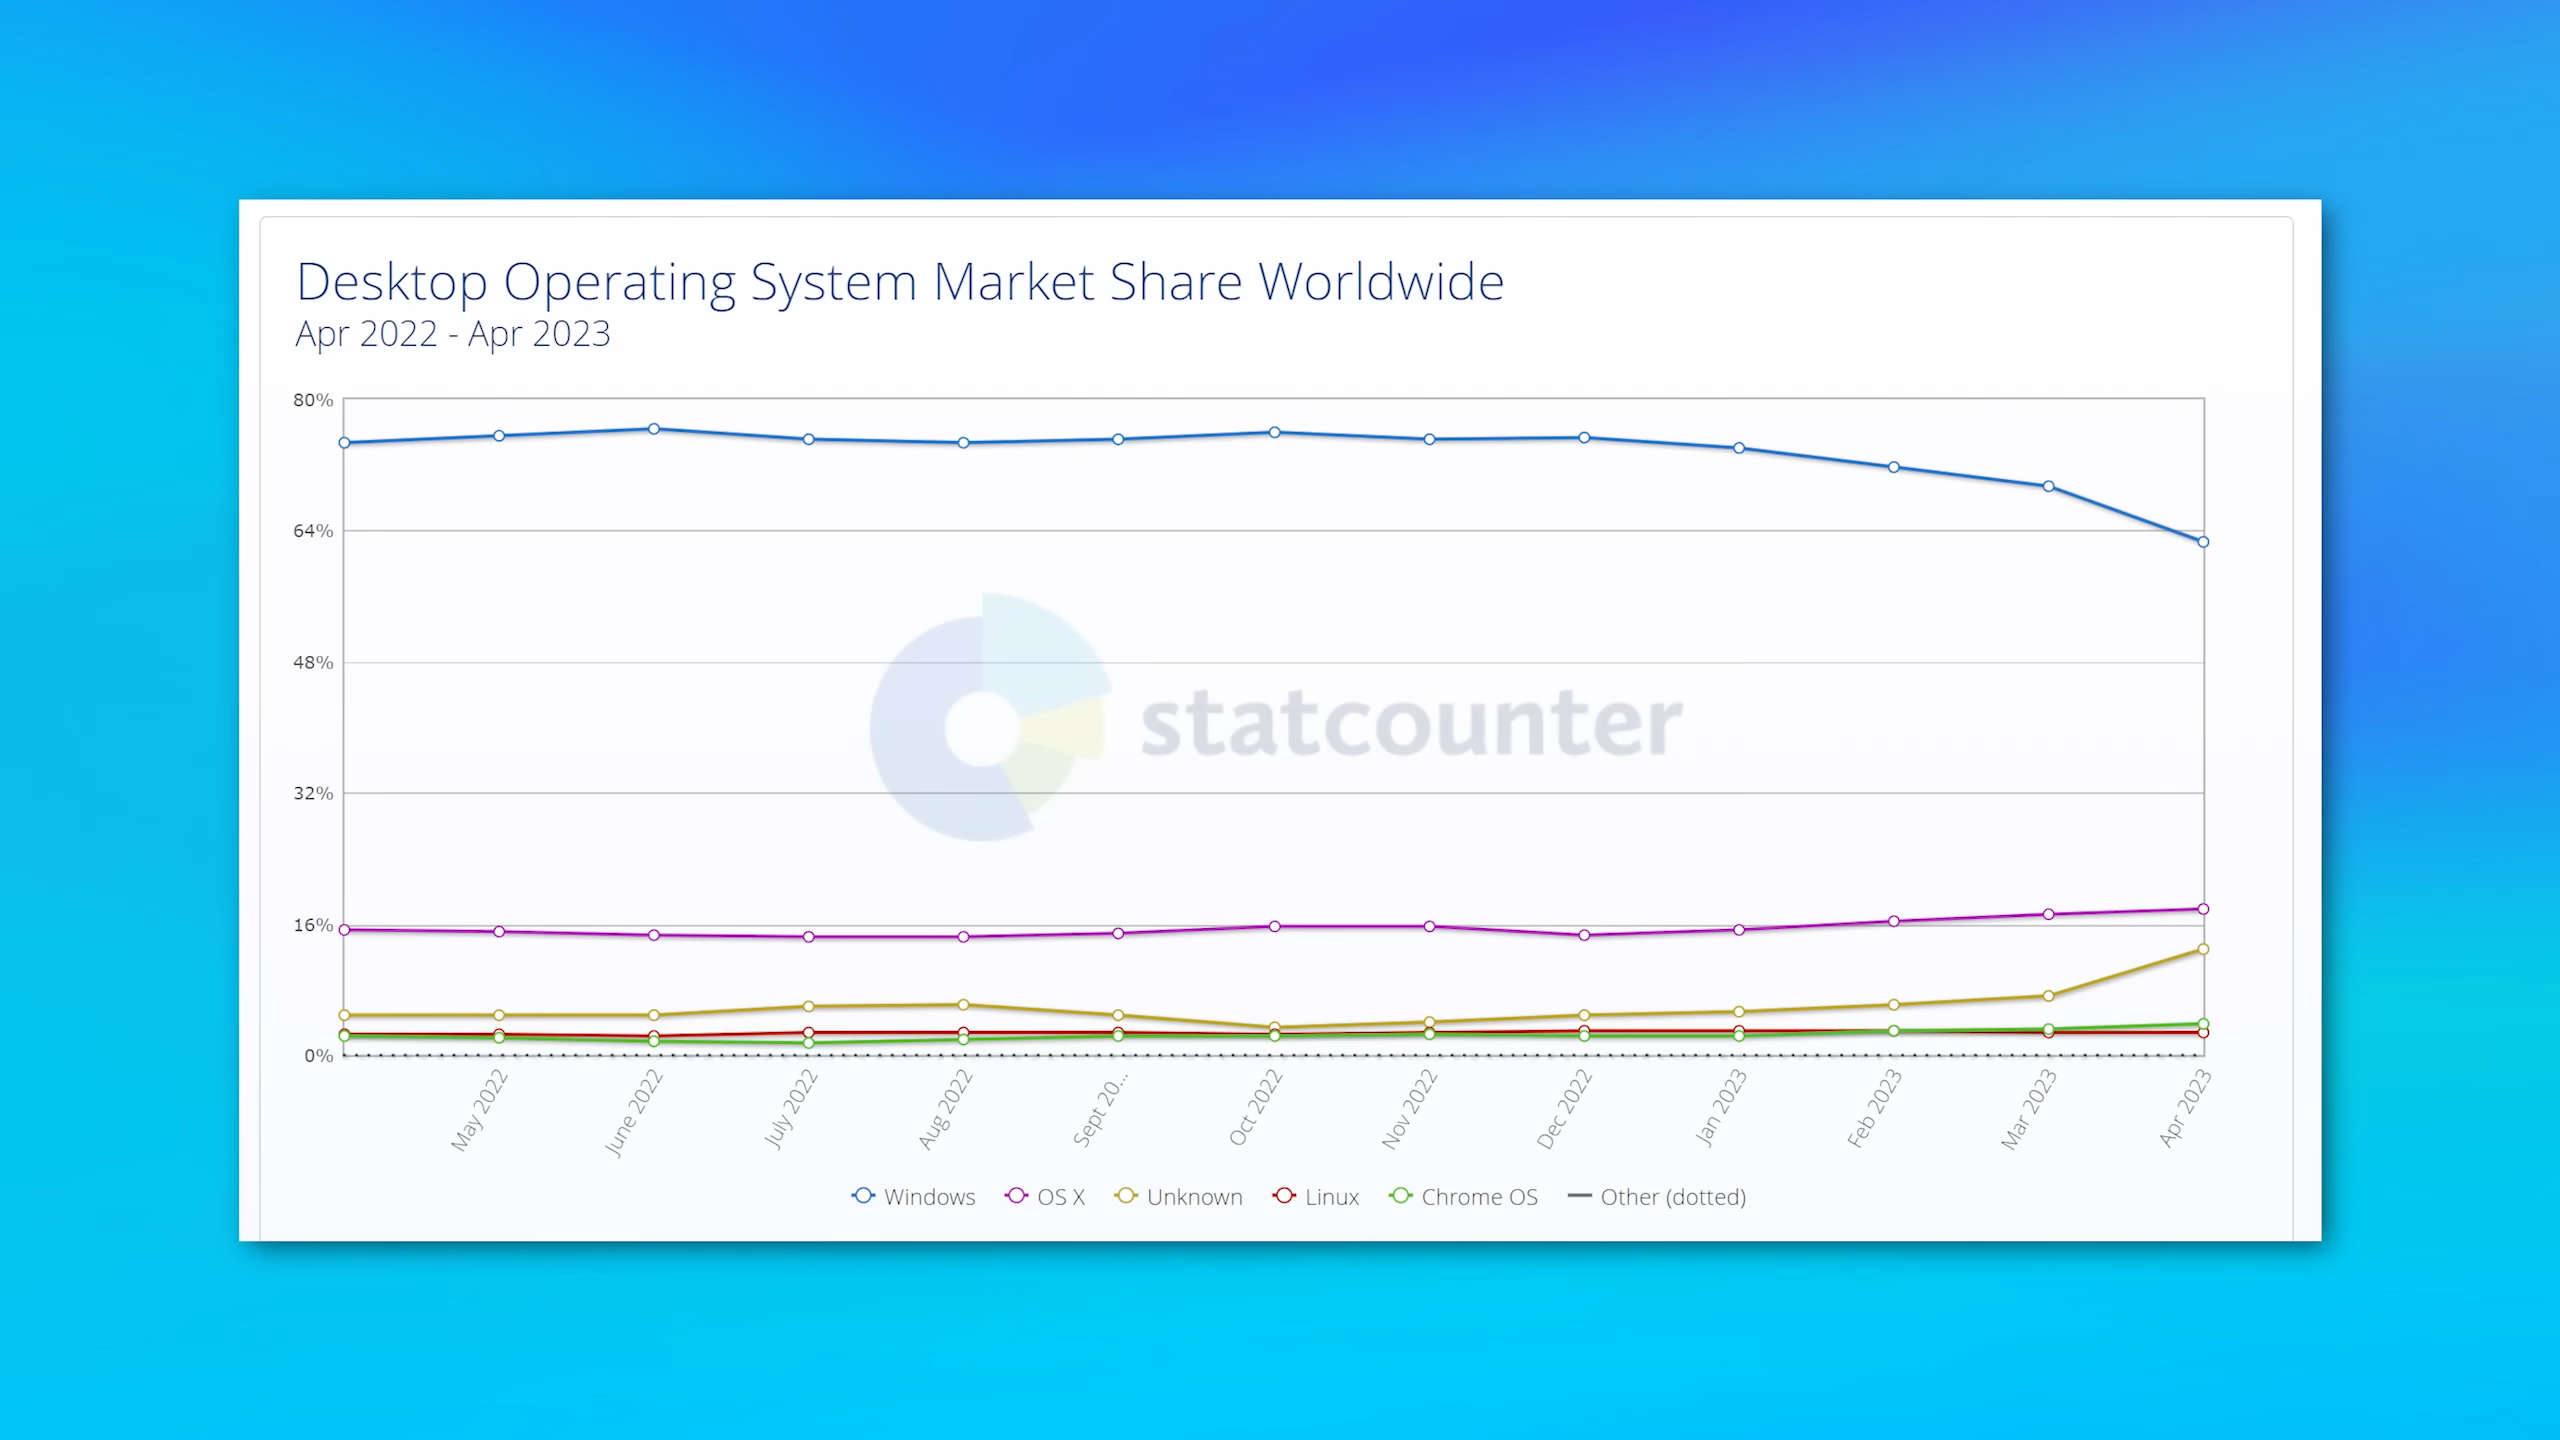 Desktop Operating System Market Share Worldwide
Apr 2022 - Apr 2023
80%
64%
48%
32%
16%
0%
statcounter
May 2022
June 2022
July 2022
Aug 2022
Sept 20...
Oct 2022
Nov 2022
Dec 2022
Jan 2023
Feb 2023
Mar 2023
Apr 2023
Windows OS X Unknown Linux Chrome OS Other (dotted)